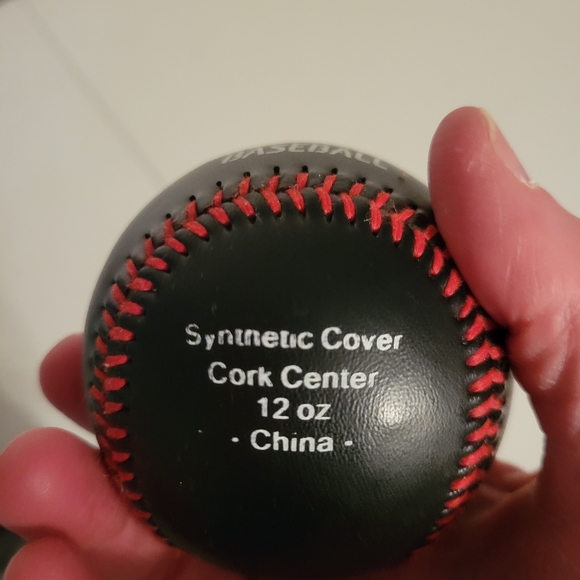 BASEBALL
Synthetic Cover
Cork Center
12 oz
· China ·